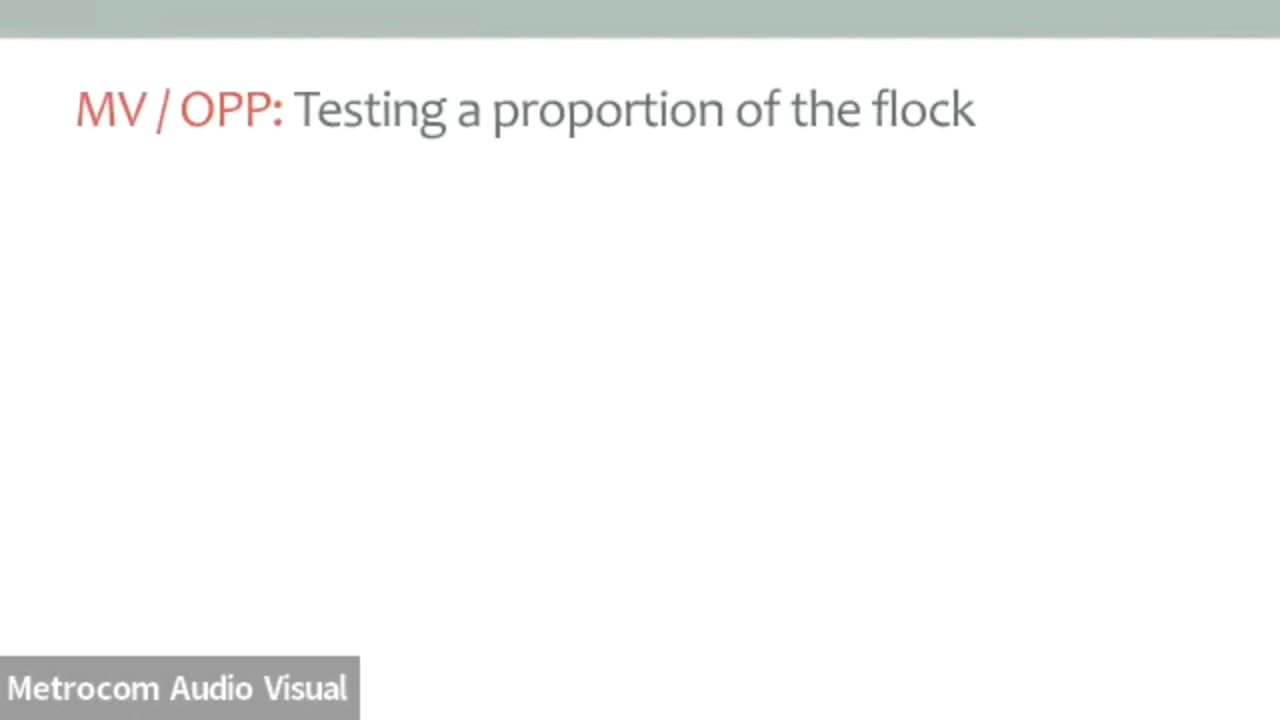 MV / OPP: Testing a proportion of the flock
Metrocom Audio Visual